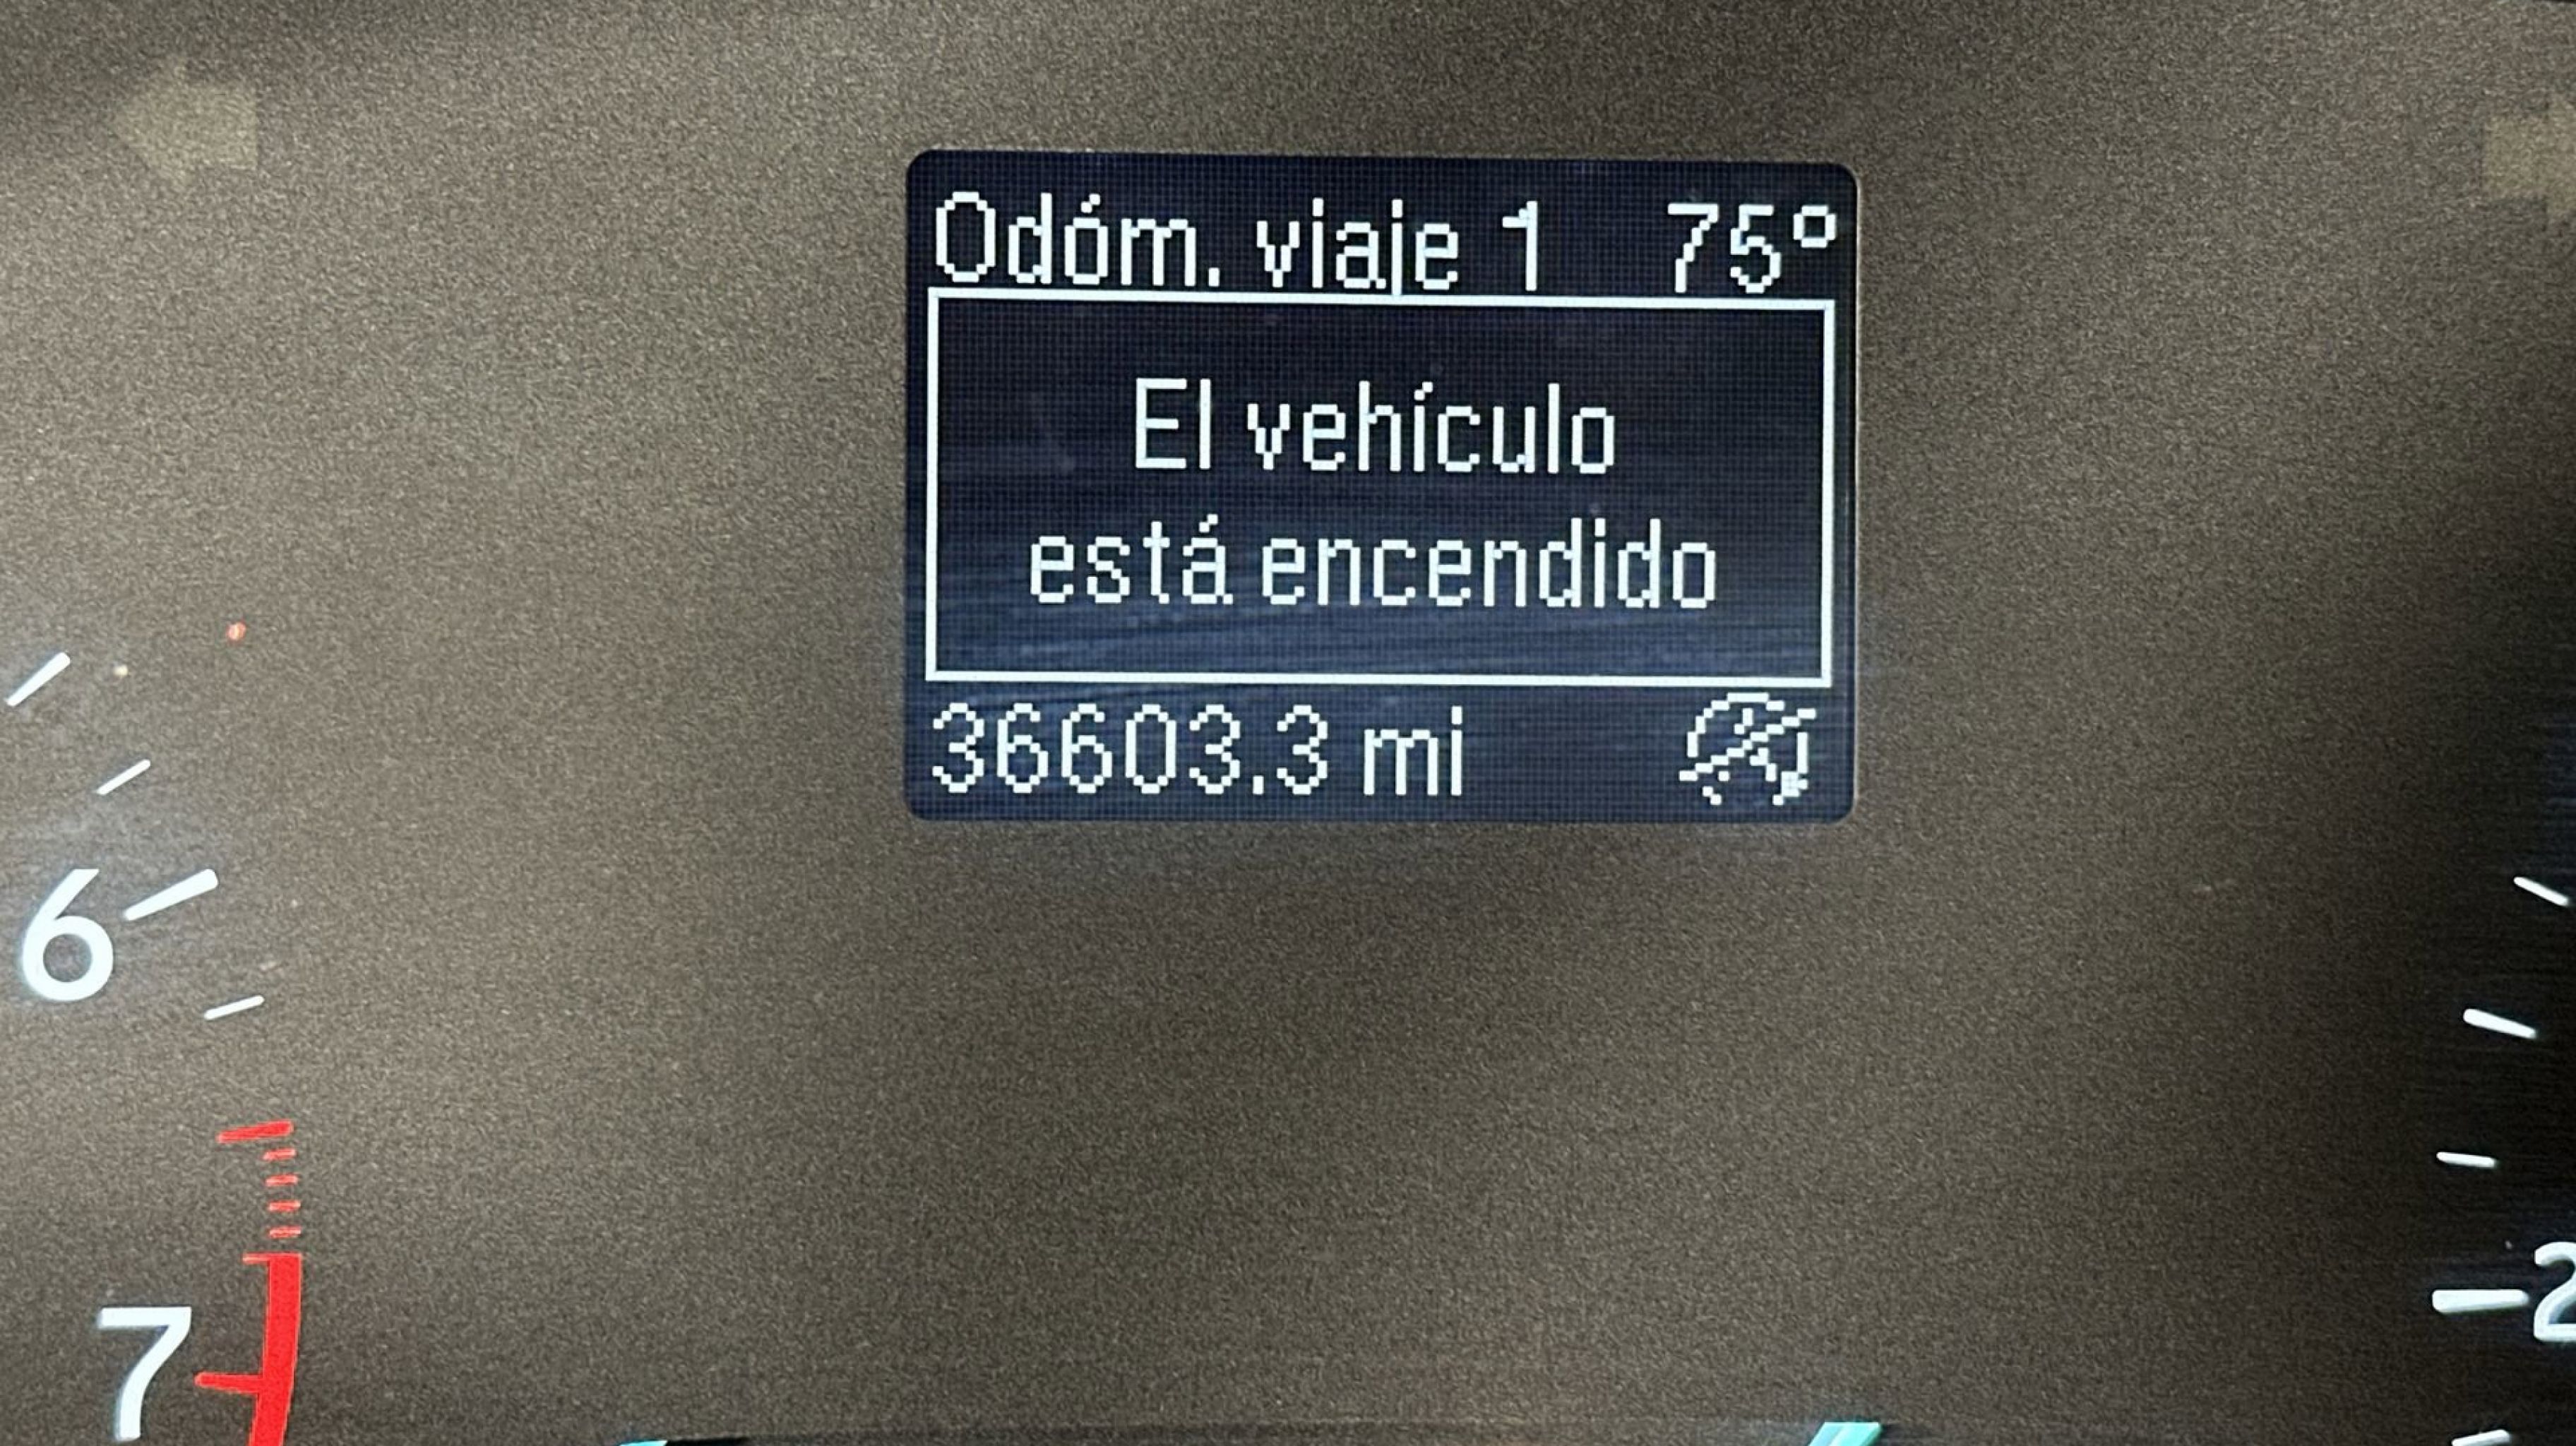 Odóm. viaje 1 75°
El vehículo
está encendido
36603.3 mi
6
7
2